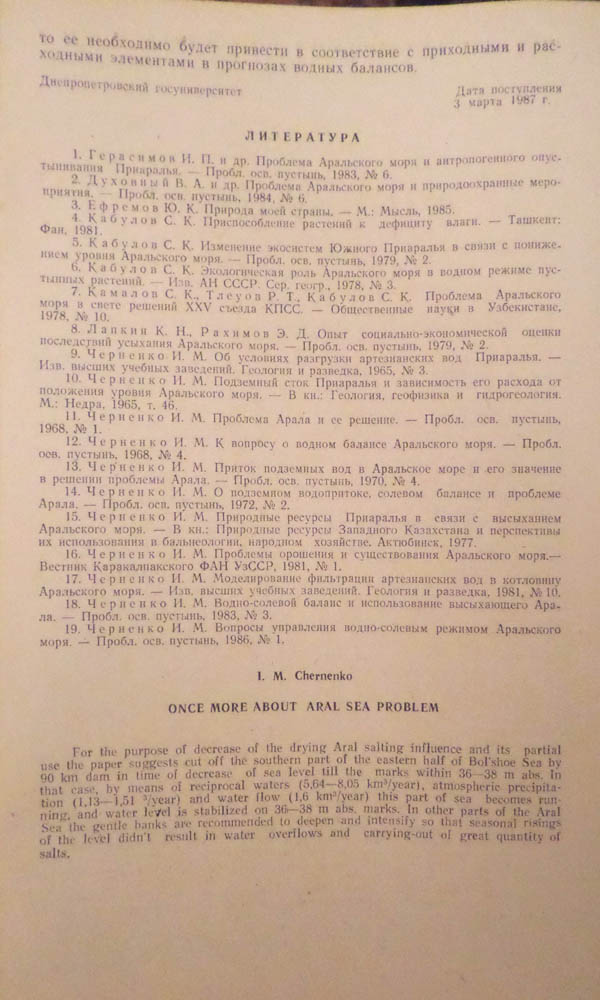 то ее необходимо будет привести в соответствие с приходными и рас-
ходными элементами в прогнозах водных балансов.
Днепропетровский госуниверситет
Дата поступления
3 марта 1987 г.
ЛИТЕРАТУРА
1. Герасимов И. П. и др. Проблема Аральского моря и антропогенного опус-
тынивания Приаралья. — Пробл. осв. пустынь, 1983, № 6.
2. Духовный В. А. и др. Проблема Аральского моря и природоохранные меро-
приятия. — Пробл. осв. пустынь, 1984, № 6.
3. Ефремов Ю. К. Природа моей страны. — М.: Мысль, 1985.
4. Кабулов С. К. Приспособление растений к дефициту влаги. — Ташкент:
Фан, 1981.
5. Кабулов С. К. Изменение экосистем Южного Приаралья в связи с пониже-
нием уровня Аральского моря. — Пробл. осв. пустынь, 1979, № 2.
6. Кабулов С. К. Экологическая роль Аральского моря в водном режиме пус-
тынных растений. — Изв. АН СССР. Сер. геогр., 1978, № 3.
7. Камалов С. К., Тлеуов Р. Т., Кабулов С. К. Проблема Аральского
моря в свете решений XXV съезда КПСС. — Общественные науки в Узбекистане,
1978, № 10.
8. Лапкин К. Н., Рахимов Э. Д. Опыт социально-экономической оценки
последствий усыхания Аральского моря. — Пробл. осв. пустынь, 1979, № 2.
9. Черненко И. М. Об условиях разгрузки артезианских вод Приаралья. —
Изв. высших учебных заведений. Геология и разведка, 1965, № 3.
10. Черненко И. М. Подземный сток Приаралья и зависимость его расхода от
положения уровня Аральского моря. — В кн.: Геология, геофизика и гидрогеология.
М.: Недра, 1965, т. 46.
11. Черненко И. М. Проблема Арала и ее решение. — Пробл. осв. пустынь,
1968, № 1.
12. Черненко И. М. К вопросу о водном балансе Аральского моря. — Пробл.
осв. пустынь, 1968, № 4.
13. Черненко И. М. Приток подземных вод в Аральское море и его значение
в решении проблемы Арала. — Пробл. осв. пустынь, 1970, № 4.
14. Черненко И. М. О подземном водопритоке, солевом балансе и проблеме
Арала. — Пробл. осв. пустынь, 1972, № 2.
15. Черненко И. М. Природные ресурсы Приаралья в связи с высыханием
Аральского моря. — В кн.: Природные ресурсы Западного Казахстана и перспективы
их использования в бальнеологии, народном хозяйстве. Актюбинск, 1977.
16. Черненко И. М. Проблемы орошения и существования Аральского моря.—
Вестник Каракалпакского ФАН УзССР, 1981, № 1.
17. Черненко И. М. Моделирование фильтрации артезианских вод в котловину
Аральского моря. — Изв. высших учебных заведений. Геология и разведка, 1981, № 10.
18. Черненко И. М. Водно-солевой баланс и использование высыхающего Ара-
ла. — Пробл. осв. пустынь, 1983, № 3.
19. Черненко И. М. Вопросы управления водно-солевым режимом Аральского
моря. — Пробл. осв. пустынь, 1986, № 1.
I. M. Chernenko
ONCE MORE ABOUT ARAL SEA PROBLEM
For the purpose of decrease of the drying Aral salting influence and its partial
use the paper suggests cut off the southern part of the eastern half of Bol'shoe Sea by
90 km dam in time of decrease of sea level till the marks within 36—38 m abs. In
that case, by means of reciprocal waters (5,64—8,05 km³/year), atmospheric precipita-
tion (1,13—1,51 ³/year) and water flow (1,6 km³/year) this part of sea becomes run-
ning, and water level is stabilized on 36—38 m abs. marks. In other parts of the Aral
Sea the gentle banks are recommended to deepen and intensify so that seasonal risings
of the level didn't result in water overflows and carrying-out of great quantity of
salts.